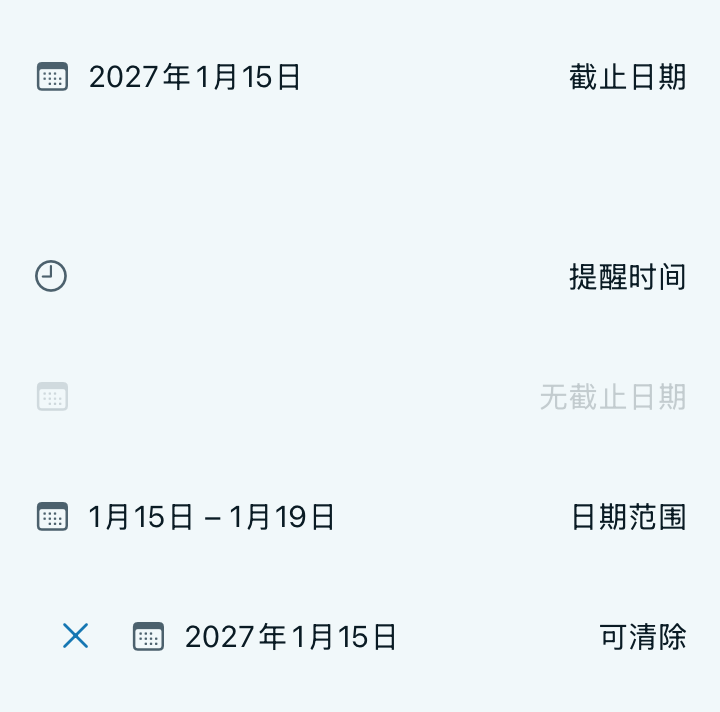 2027年1月15日 截止日期
提醒时间
无截止日期
1月15日 – 1月19日 日期范围
2027年1月15日 可清除